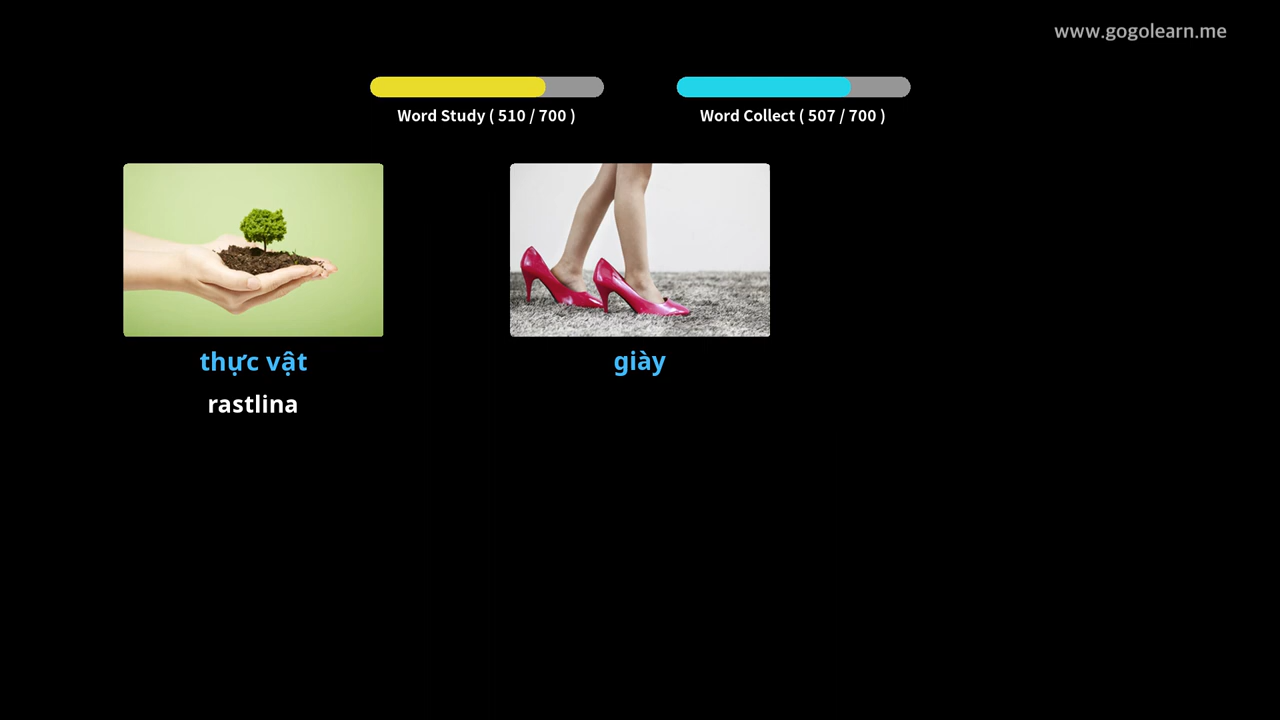 www.gogolearn.me
Word Study ( 510 / 700 )
Word Collect ( 507 / 700 )
thực vật
giày
rastlina